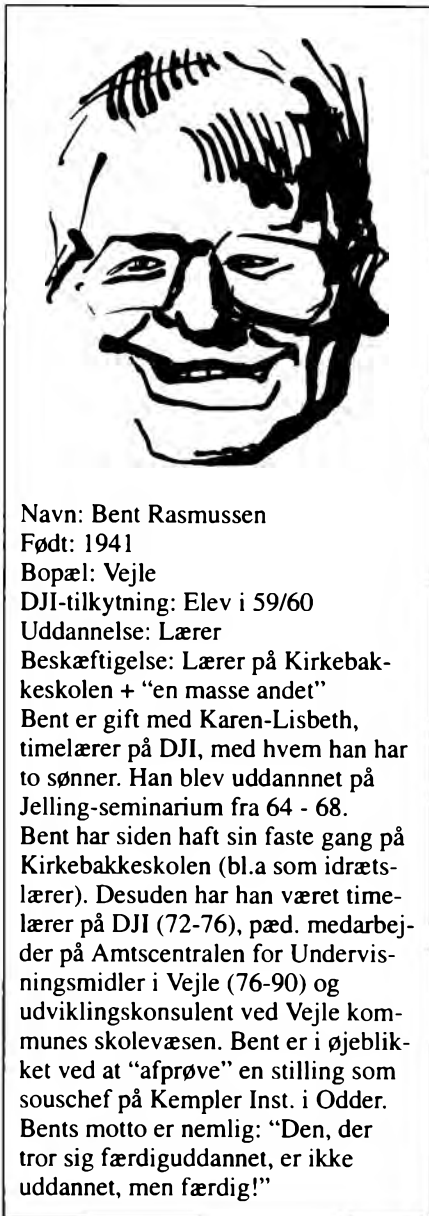 Navn: Bent Rasmussen
Født: 1941
Bopæl: Vejle
DJI-tilkytning: Elev i 59/60
Uddannelse: Lærer
Beskæftigelse: Lærer på Kirkebak-
keskolen + “en masse andet”
Bent er gift med Karen-Lisbeth,
timelærer på DJI, med hvem han har
to sønner. Han blev uddannnet på
Jelling-seminarium fra 64 - 68.
Bent har siden haft sin faste gang på
Kirkebakkeskolen (bl.a som idræts-
lærer). Desuden har han været time-
lærer på DJI (72-76), pæd. medarbej-
der på Amtscentralen for Undervis-
ningsmidler i Vejle (76-90) og
udviklingskonsulent ved Vejle kom-
munes skolevæsen. Bent er i øjeblik-
ket ved at “afprøve” en stilling som
souschef på Kempler Inst. i Odder.
Bents motto er nemlig: “Den, der
tror sig færdiguddannet, er ikke
uddannet, men færdig!”